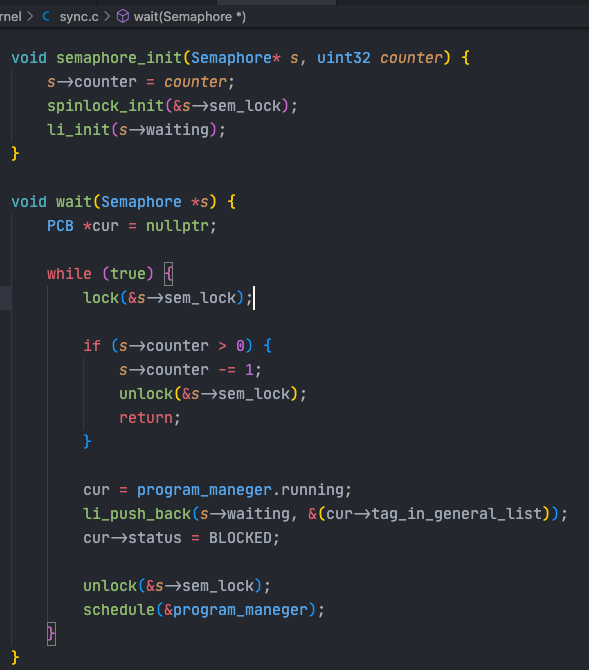 rnel > C sync.c > wait(Semaphore *)
void semaphore_init(Semaphore* s, uint32 counter) {
    s->counter = counter;
    spinlock_init(&s->sem_lock);
    li_init(s->waiting);
}
void wait(Semaphore *s) {
    PCB *cur = nullptr;
    while (true) {
        lock(&s->sem_lock);
        if (s->counter > 0) {
            s->counter -= 1;
            unlock(&s->sem_lock);
            return;
        }
        cur = program_maneger.running;
        li_push_back(s->waiting, &(cur->tag_in_general_list));
        cur->status = BLOCKED;
        unlock(&s->sem_lock);
        schedule(&program_maneger);
    }
}